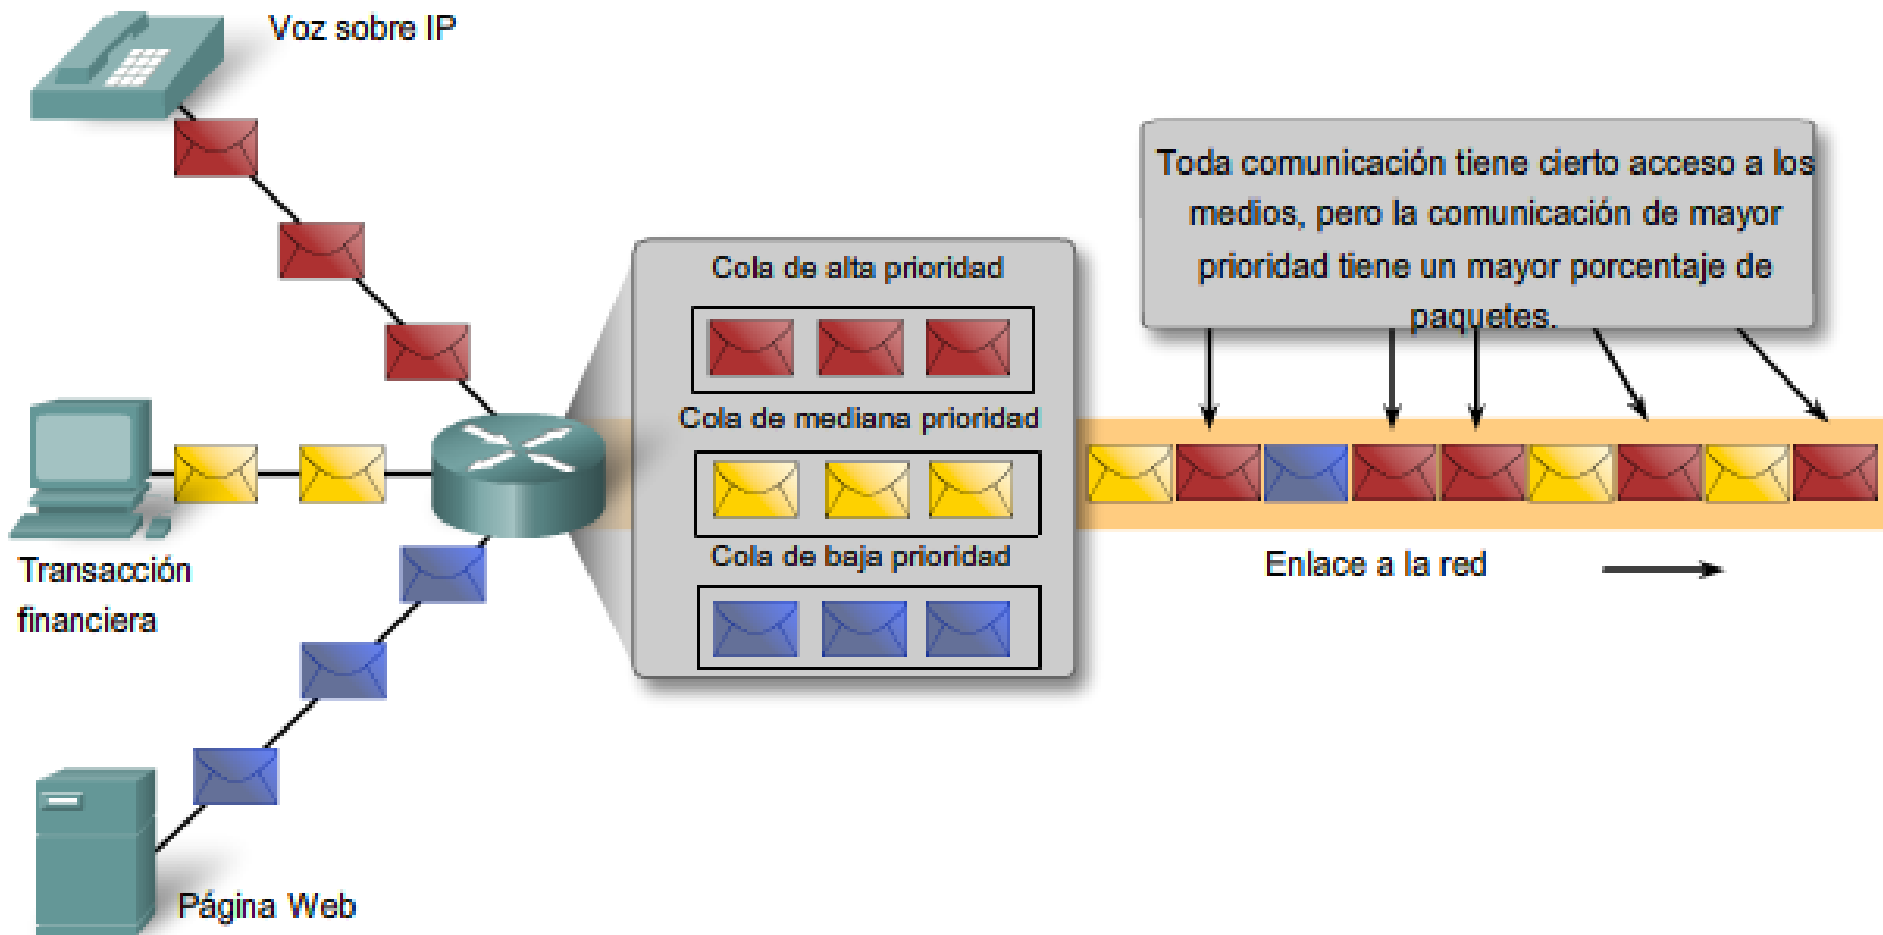 Voz sobre IP
Toda comunicación tiene cierto acceso a los
medios, pero la comunicación de mayor
prioridad tiene un mayor porcentaje de
paquetes.
Cola de alta prioridad
Cola de mediana prioridad
Cola de baja prioridad
Enlace a la red
Transacción
financiera
Página Web